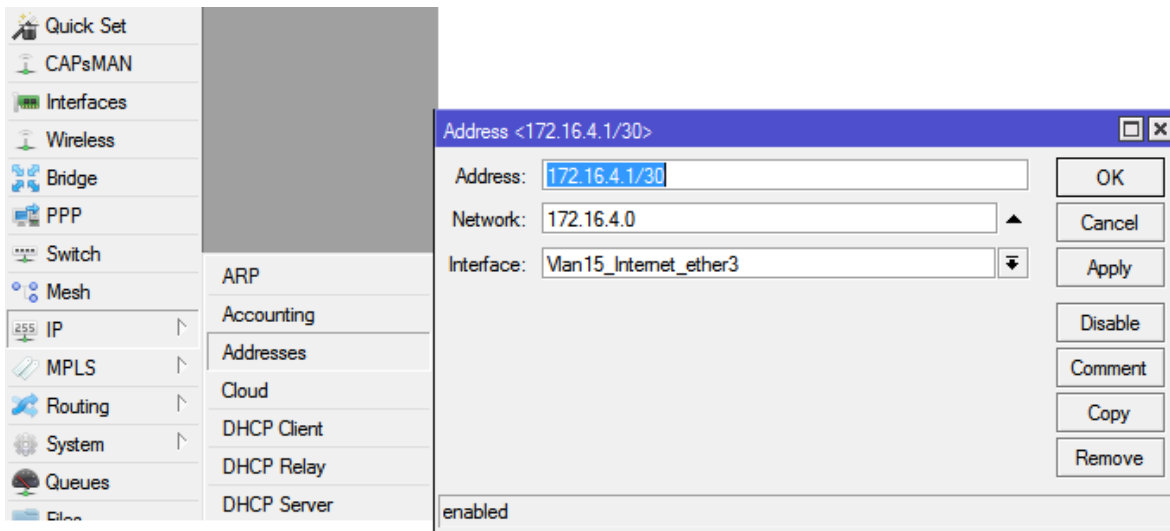 Quick Set
CAPsMAN
Interfaces
Wireless
Bridge
PPP
Switch
Mesh
255 IP
MPLS
Routing
System
Queues
Files
ARP
Accounting
Addresses
Cloud
DHCP Client
DHCP Relay
DHCP Server
Address <172.16.4.1/30>
Address: 172.16.4.1/30
Network: 172.16.4.0
Interface: Vlan15_Internet_ether3
OK
Cancel
Apply
Disable
Comment
Copy
Remove
enabled